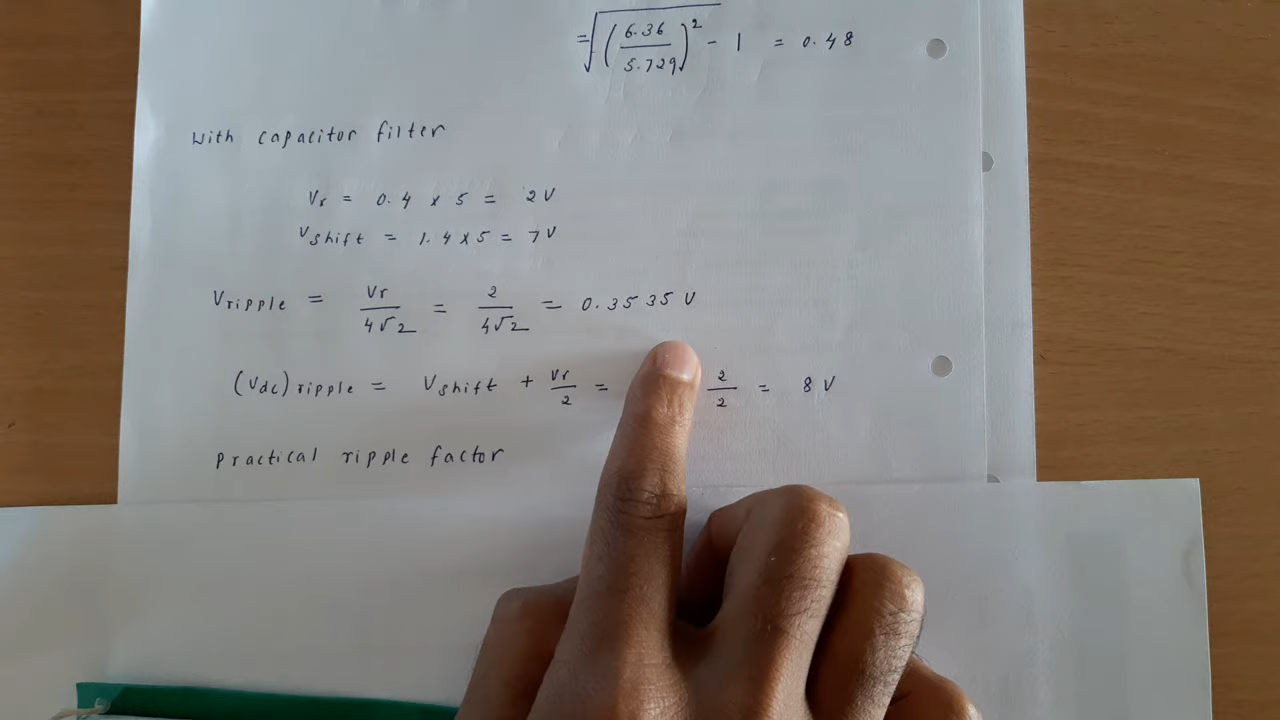 = √(6.36/5.729)² - 1 = 0.48
With capacitor filter
Vr = 0.4 x 5 = 2V
Vshift = 1.4 x 5 = 7V
Vripple = Vr/4√2 = 2/4√2 = 0.3535 V
(Vdc) ripple = Vshift + Vr/2 = 2/2 = 8 V
practical ripple factor